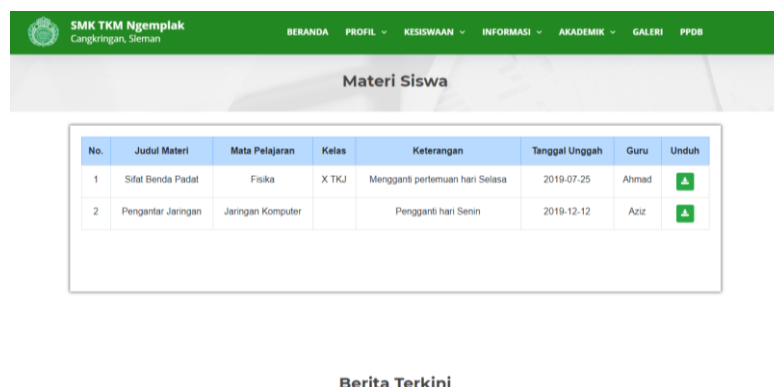 SMK TKM Ngemplak
Cangkringan, Sleman
BERANDA PROFIL KESISWAAN INFORMASI AKADEMIK GALERI PPDB
Materi Siswa
No. Judul Materi Mata Pelajaran Kelas Keterangan Tanggal Unggah Guru Unduh
1 Sifat Benda Padat Fisika X TKJ Mengganti pertemuan hari Selasa 2019-07-25 Ahmad
2 Pengantar Jaringan Jaringan Komputer Pengganti hari Senin 2019-12-12 Aziz
Berita Terkini